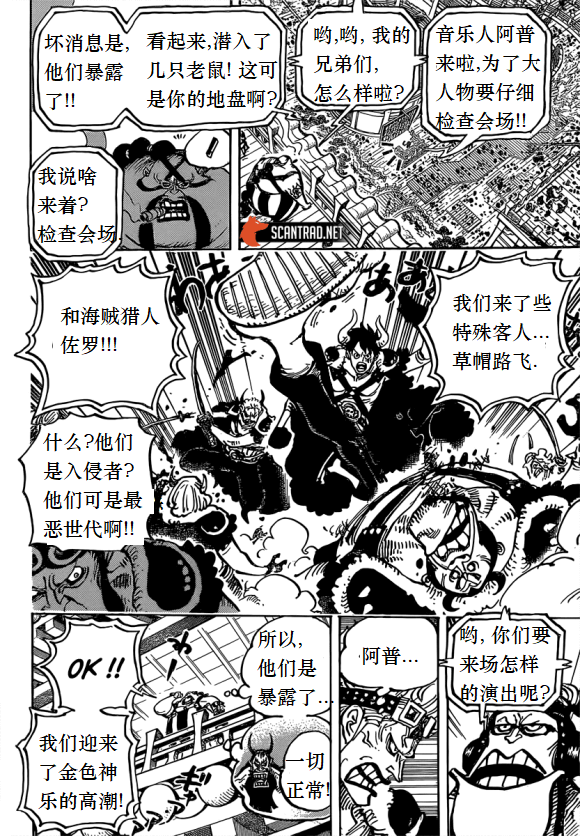 音乐人阿普
来啦,为了大
人物要仔细
检查会场!!
哟,哟, 我的
兄弟们,
怎么样啦?
看起来,潜入了
几只老鼠! 这可
是你的地盘啊?
坏消息是,
他们暴露
了!!
!
我说啥
来着?
检查会场.
SCANTRAD.NET
我们来了些
特殊客人...
草帽路飞.
和海贼猎人
佐罗!!!
什么?他们
是入侵者?
他们可是最
恶世代啊!!
わあ
わあ
哟, 你们要
来场怎样
的演出呢?
阿普...
所以,
他们是
暴露了...
一切
正常!
OK !!
我们迎来
了金色神
乐的高潮!